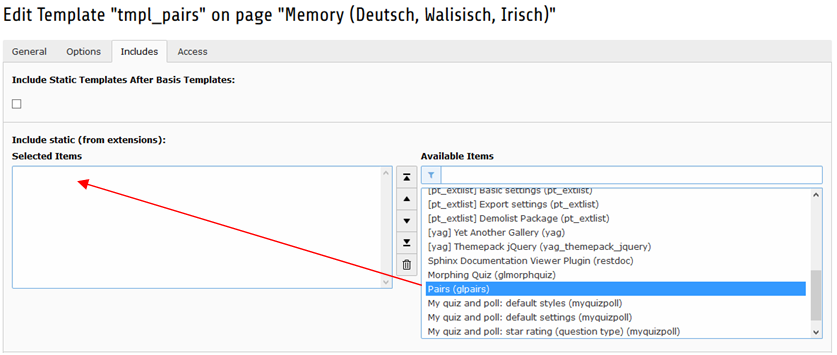 Edit Template "tmpl_pairs" on page "Memory (Deutsch, Walisisch, Irisch)"
General Options Includes Access
Include Static Templates After Basis Templates:
Include static (from extensions):
Selected Items
Available Items
[pt_extlist] Basic settings (pt_extlist)
[pt_extlist] Export settings (pt_extlist)
[pt_extlist] Demolist Package (pt_extlist)
[yag] Yet Another Gallery (yag)
[yag] Themepack jQuery (yag_themepack_jquery)
Sphinx Documentation Viewer Plugin (restdoc)
Morphing Quiz (glmorphquiz)
Pairs (glpairs)
My quiz and poll: default styles (myquizpoll)
My quiz and poll: default settings (myquizpoll)
My quiz and poll: star rating (question type) (myquizpoll)